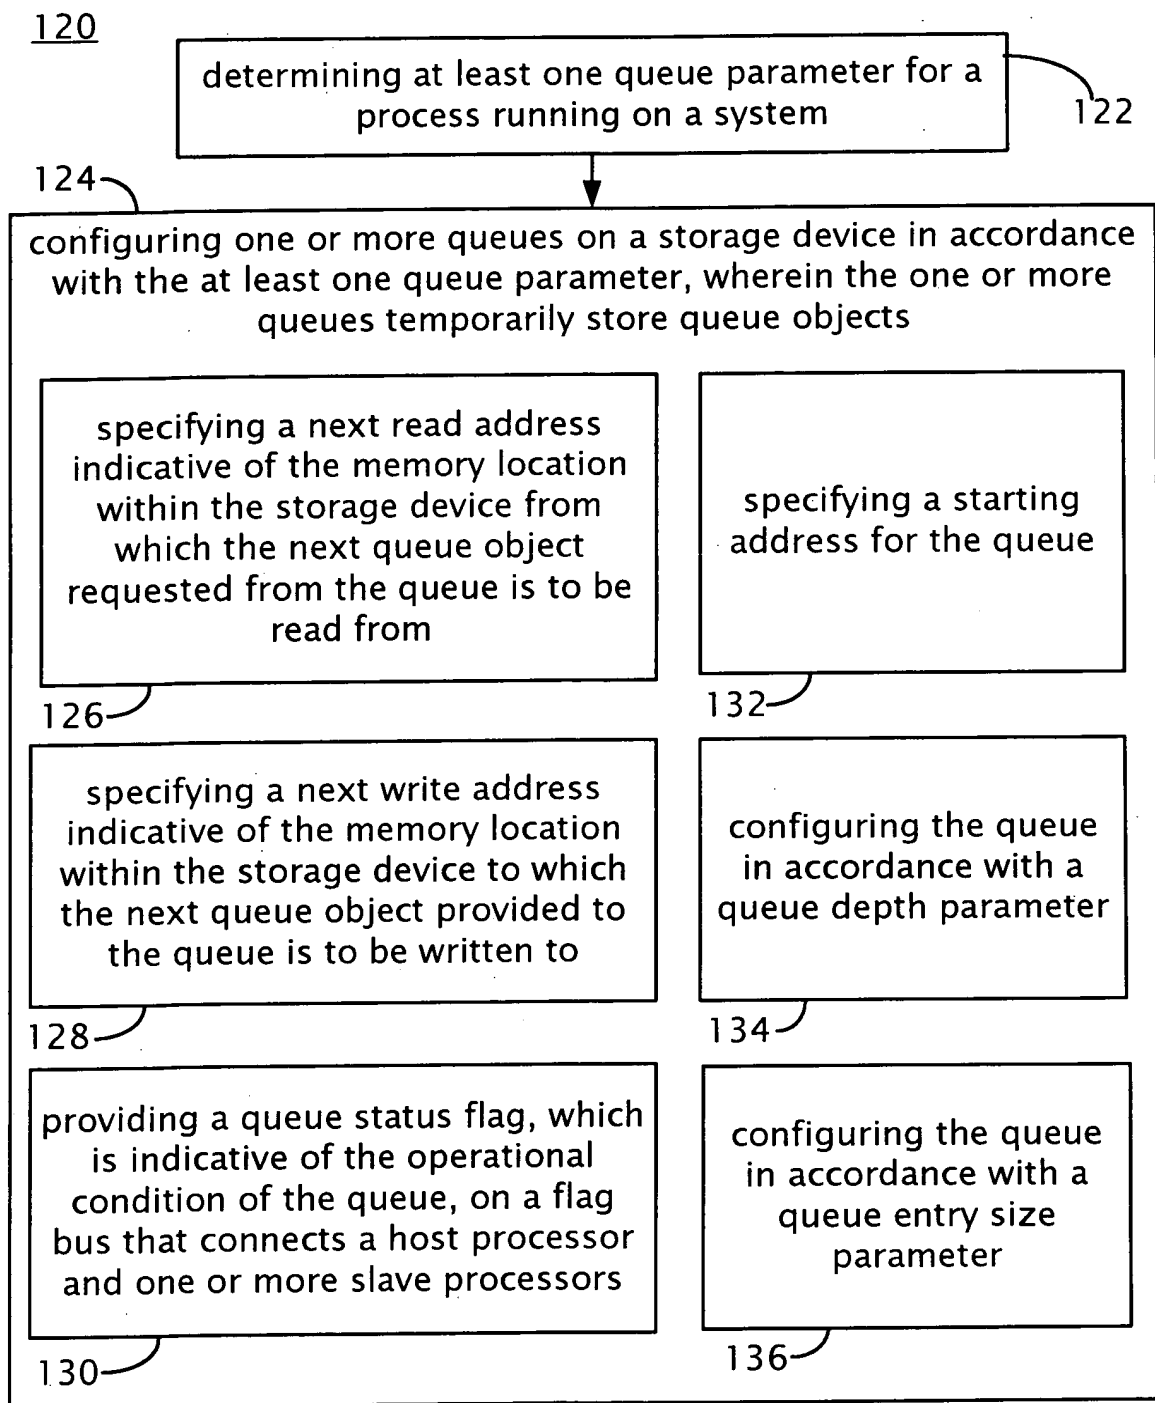 120
determining at least one queue parameter for a
process running on a system
122
124
configuring one or more queues on a storage device in accordance
with the at least one queue parameter, wherein the one or more
queues temporarily store queue objects
specifying a next read address
indicative of the memory location
within the storage device from
which the next queue object
requested from the queue is to be
read from
126
specifying a starting
address for the queue
132
specifying a next write address
indicative of the memory location
within the storage device to which
the next queue object provided to
the queue is to be written to
128
configuring the queue
in accordance with a
queue depth parameter
134
providing a queue status flag, which
is indicative of the operational
condition of the queue, on a flag
bus that connects a host processor
and one or more slave processors
130
configuring the queue
in accordance with a
queue entry size
parameter
136